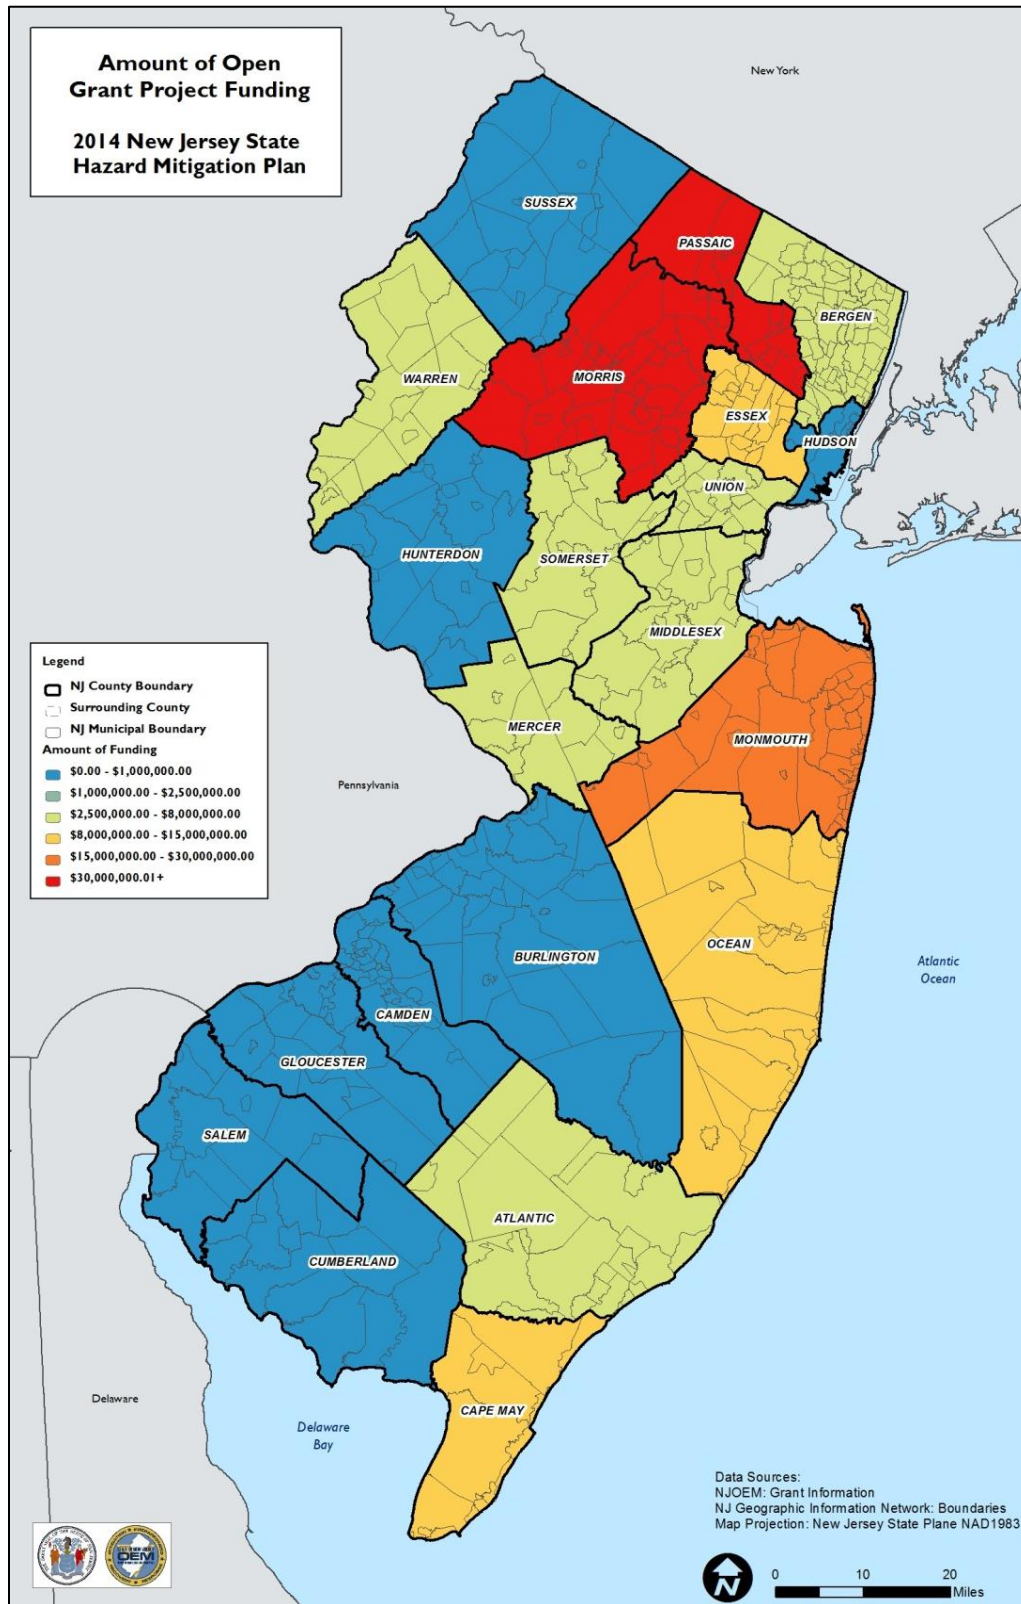 Amount of Open
Grant Project Funding
2014 New Jersey State
Hazard Mitigation Plan
New York
SUSSEX
PASSAIC
BERGEN
WARREN
MORRIS
ESSEX
HUDSON
UNION
HUNTERDON
SOMERSET
MIDDLESEX
MERCER
MONMOUTH
Legend
NJ County Boundary
Surrounding County
NJ Municipal Boundary
Amount of Funding
$0.00 - $1,000,000.00
$1,000,000.00 - $2,500,000.00
$2,500,000.00 - $8,000,000.00
$8,000,000.00 - $15,000,000.00
$15,000,000.00 - $30,000,000.00
$30,000,000.01+
Pennsylvania
OCEAN
BURLINGTON
Atlantic
Ocean
CAMDEN
GLOUCESTER
SALEM
ATLANTIC
CUMBERLAND
CAPE MAY
Delaware
Delaware
Bay
Data Sources:
NJOEM: Grant Information
NJ Geographic Information Network: Boundaries
Map Projection: New Jersey State Plane NAD1983
OEM
N
0 10 20
Miles